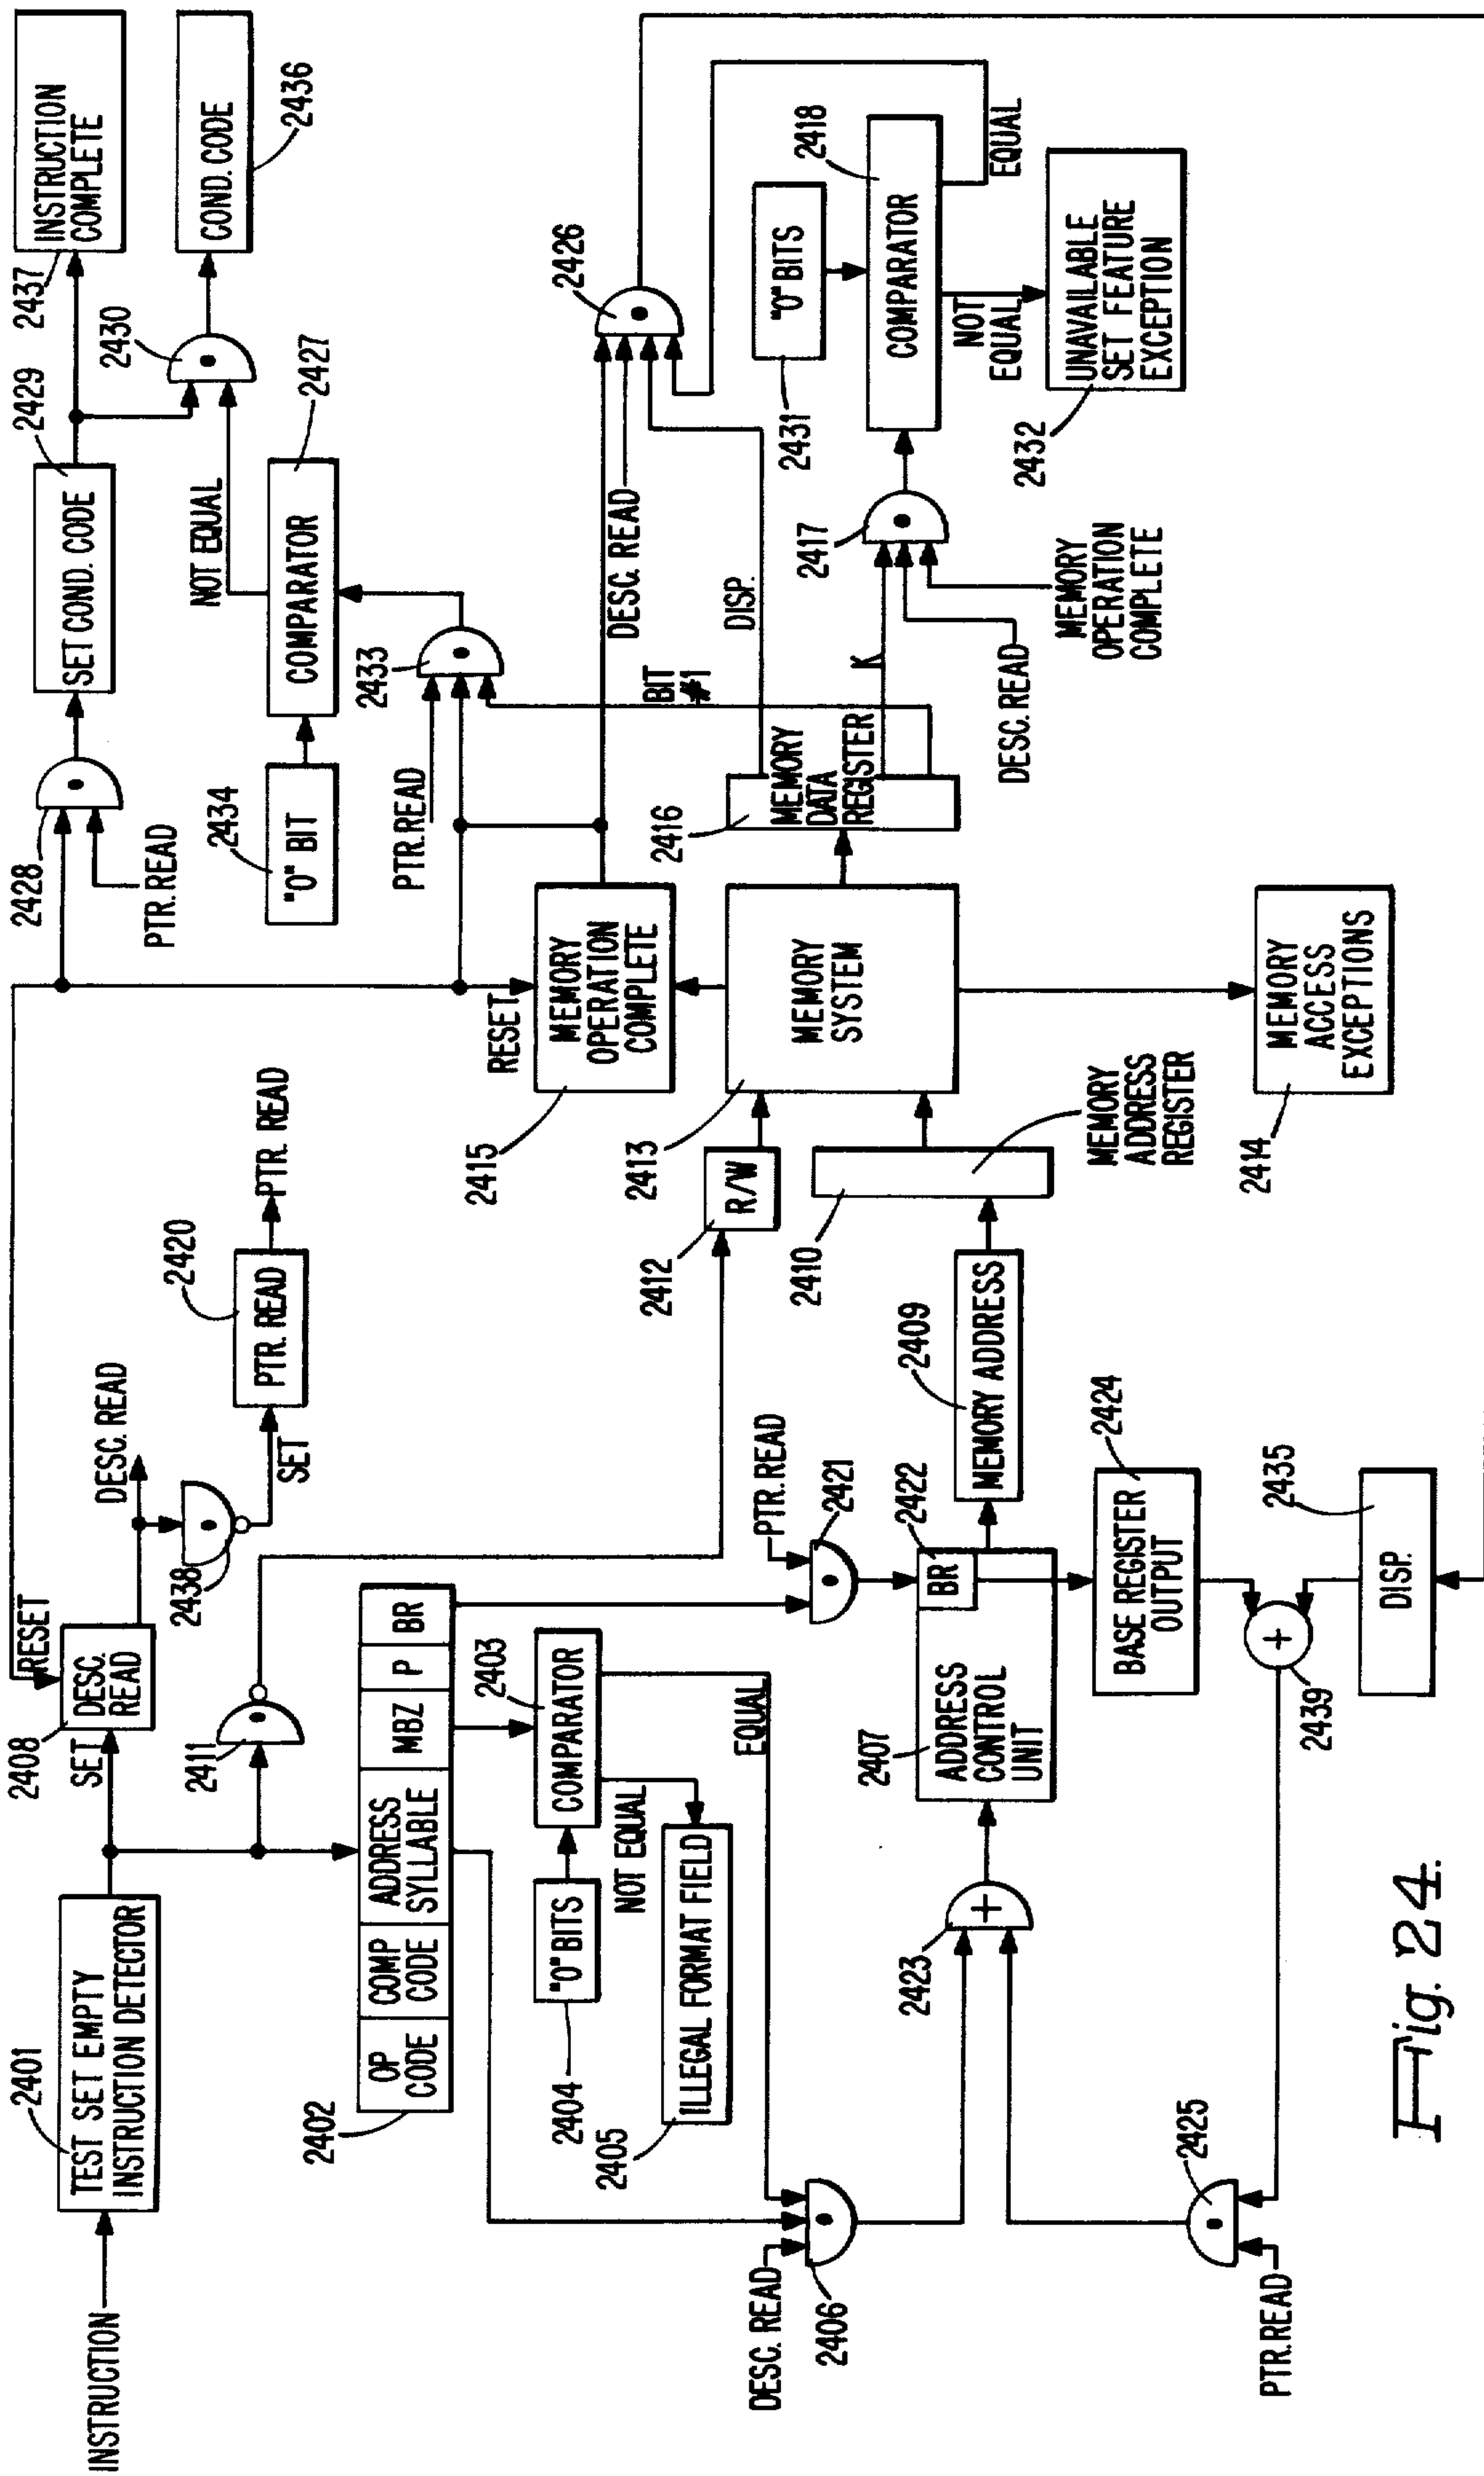 INSTRUCTION
2401
TEST SET EMPTY
INSTRUCTION DETECTOR
2408
SET
RESET
DESC.
READ
DESC. READ
2438
SET
2420
PTR. READ
PTR. READ
2411
2402
OP
CODE
COMP
CODE
ADDRESS
SYLLABLE
MBZ
P
BR
2403
COMPARATOR
2404
"0" BITS
NOT EQUAL
EQUAL
2405
ILLEGAL FORMAT FIELD
DESC. READ
2406
PTR. READ
2421
2422
BR
2407
ADDRESS
CONTROL
UNIT
2423
2409
MEMORY ADDRESS
2424
BASE REGISTER
OUTPUT
2435
DISP.
2439
2425
PTR. READ
2428
PTR. READ
2429
SET COND. CODE
2437
INSTRUCTION
COMPLETE
2430
COND. CODE
2436
NOT EQUAL
2427
COMPARATOR
2434
"0" BIT
2433
PTR. READ
RESET
2415
MEMORY
OPERATION
COMPLETE
2412
R/W
2413
MEMORY
SYSTEM
2410
MEMORY
ADDRESS
REGISTER
2414
MEMORY
ACCESS
EXCEPTIONS
2416
MEMORY
DATA
REGISTER
BIT
#1
DISP.
K
DESC. READ
2426
2417
DESC. READ
MEMORY
OPERATION
COMPLETE
2431
"0" BITS
2418
COMPARATOR
EQUAL
NOT
EQUAL
2432
UNAVAILABLE
SET FEATURE
EXCEPTION
Fig. 24.